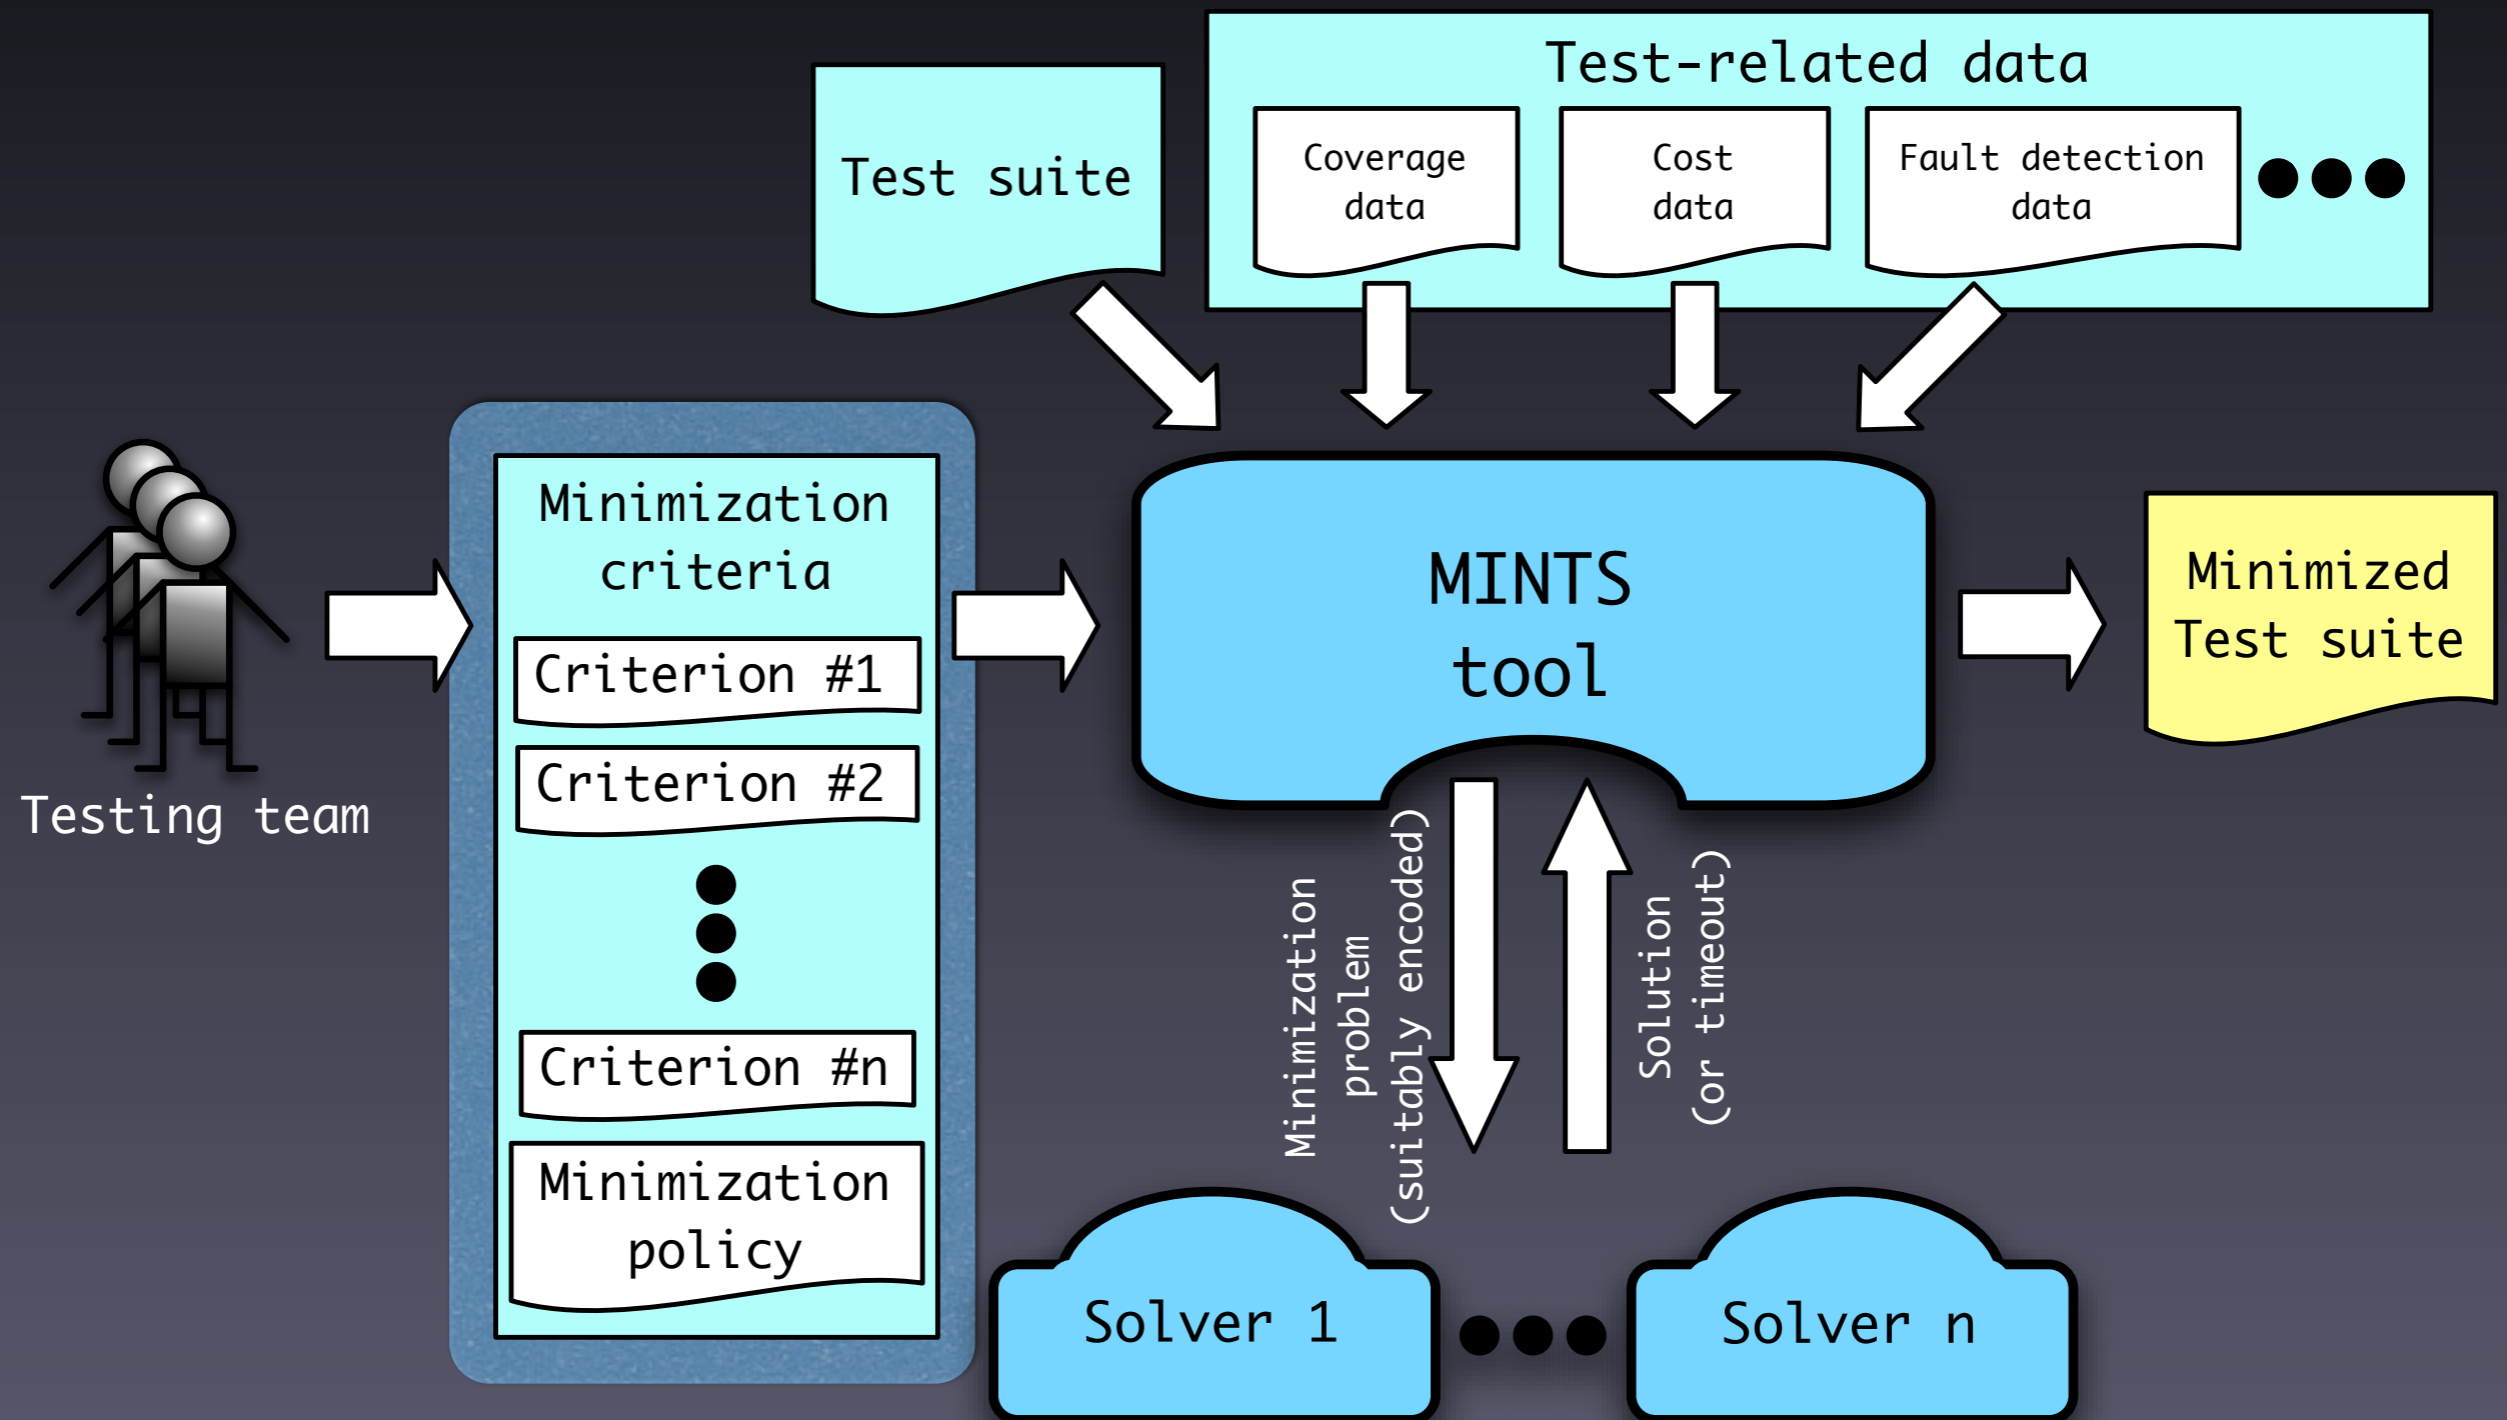 Test-related data
Test suite
Coverage
data
Cost
data
Fault detection
data
Testing team
Minimization
criteria
Criterion #1
Criterion #2
Criterion #n
Minimization
policy
MINTS
tool
Minimized
Test suite
Minimization
problem
(suitably encoded)
Solution
(or timeout)
Solver 1
Solver n